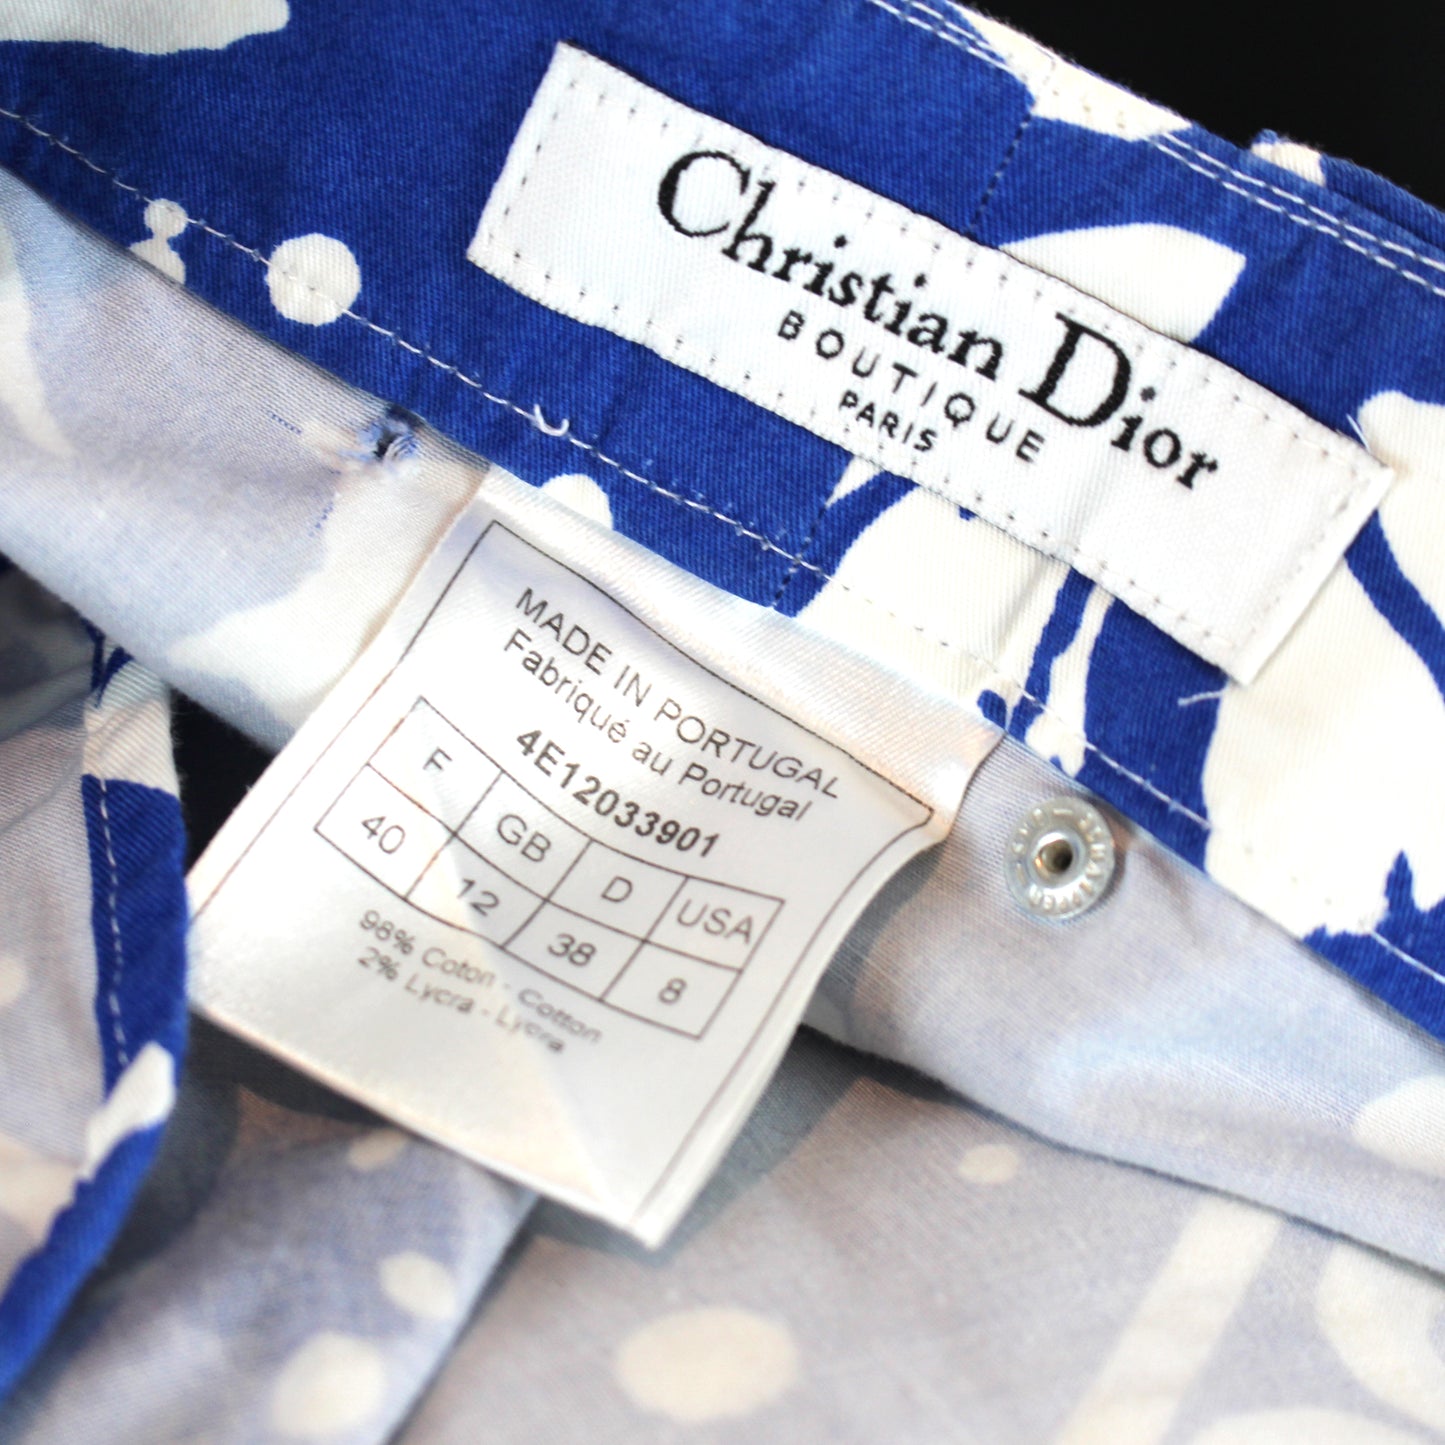 Christian Dior
BOUTIQUE
PARIS
MADE IN PORTUGAL
Fabriqué au Portugal
4E12033901
F GB D USA
40 12 38 8
98% Coton - Cotton
2% Lycra - Lycra